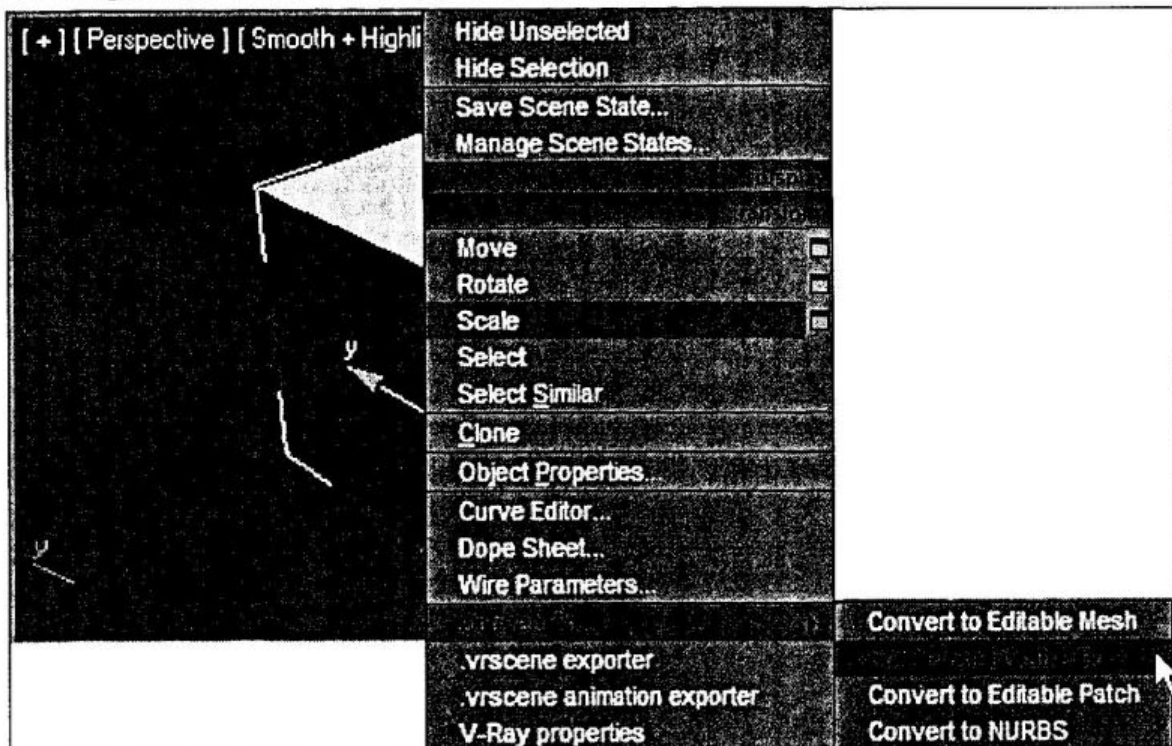 [ + ] [ Perspective ] [ Smooth + Highli
Hide Unselected
Hide Selection
Save Scene State...
Manage Scene States...
Move
Rotate
Scale
y
Select
Select Similar
Clone
Object Properties...
Curve Editor...
y
Dope Sheet...
Wire Parameters...
Convert to Editable Mesh
.vrscene exporter
.vrscene animation exporter
Convert to Editable Patch
V-Ray properties
Convert to NURBS